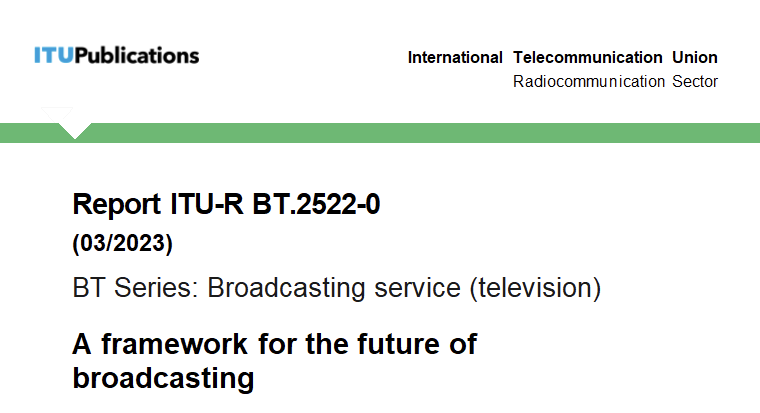 ITUPublications
International Telecommunication Union
Radiocommunication Sector
Report ITU-R BT.2522-0
(03/2023)
BT Series: Broadcasting service (television)
A framework for the future of
broadcasting